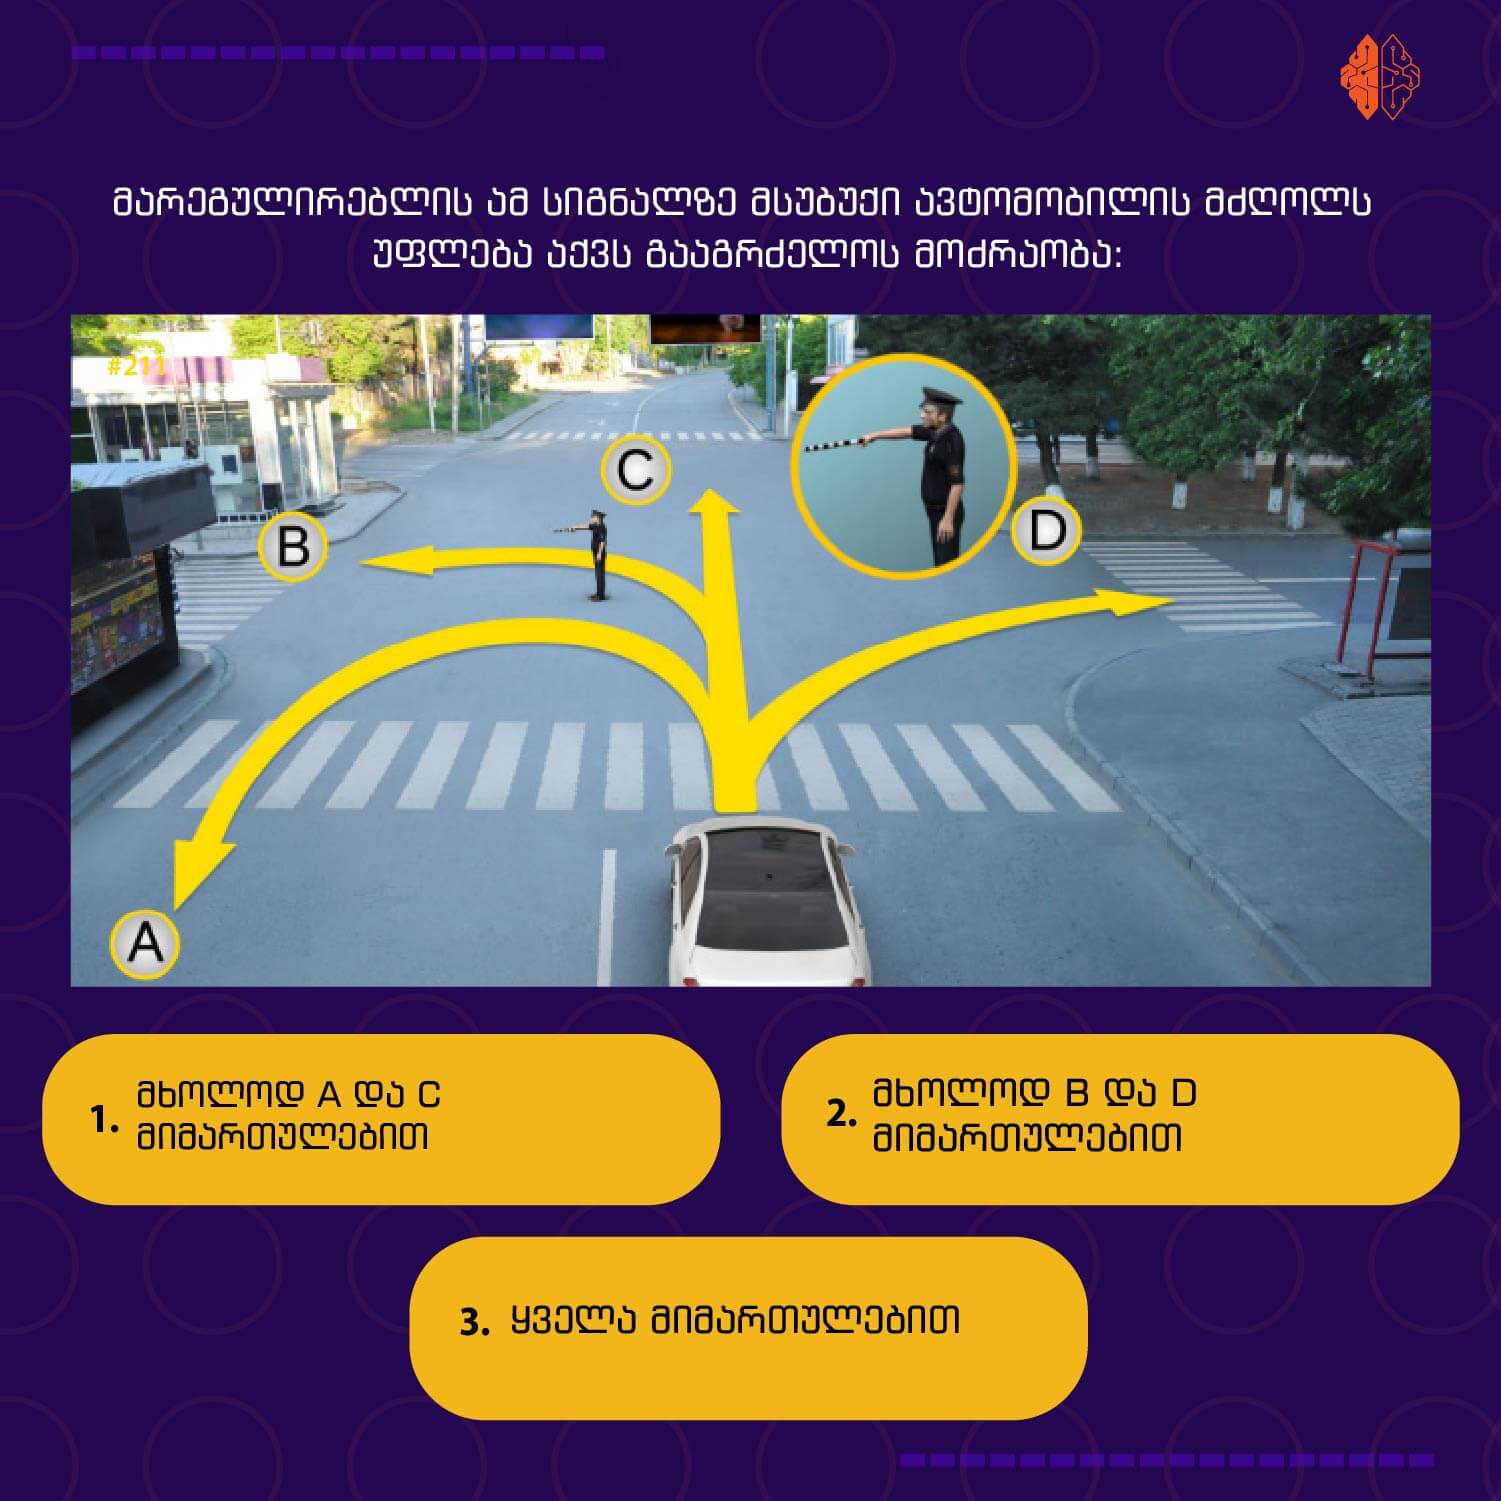 მარეგულირებლის ამ სიგნალზე მსუბუქი ავტომობილის მძღოლს
უფლება აქვს გააგრძელოს მოძრაობა:
#211
C
B
D
A
1. მხოლოდ A და C
მიმართულებით
2. მხოლოდ B და D
მიმართულებით
3. ყველა მიმართულებით